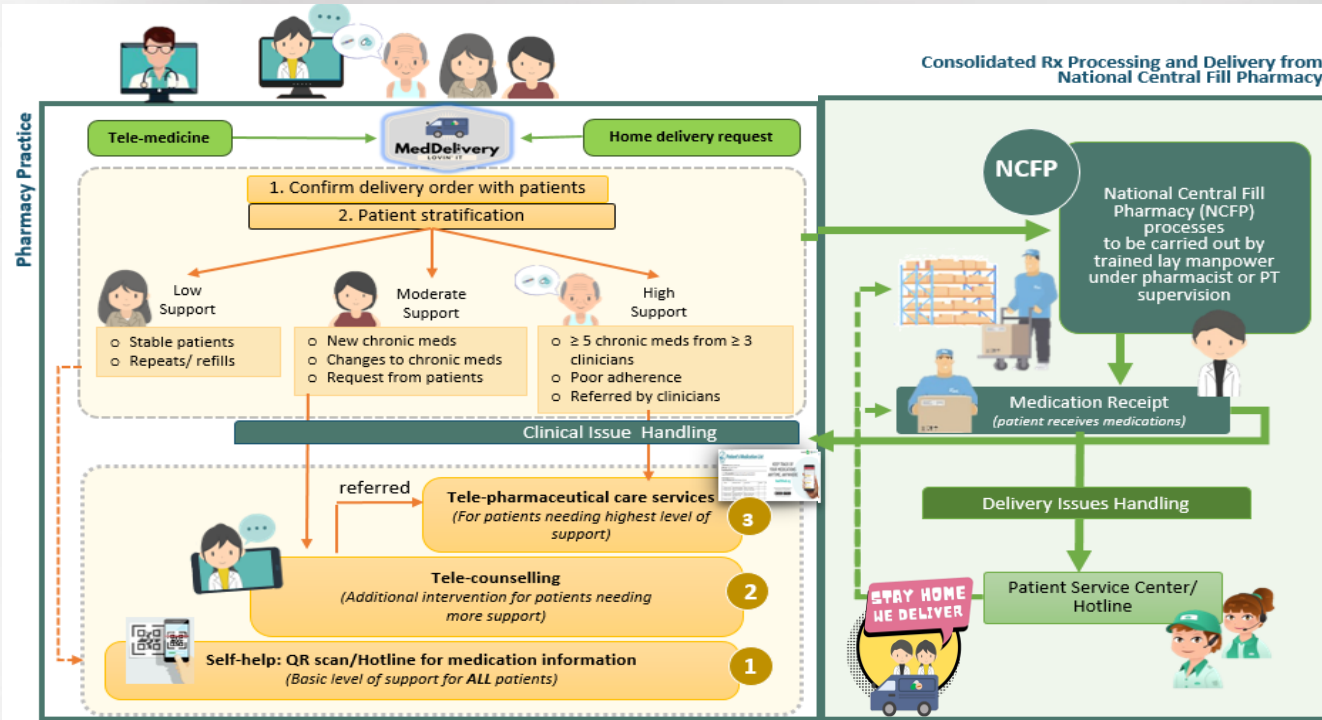 Consolidated Rx Processing and Delivery from
National Central Fill Pharmacy
Pharmacy Practice
Tele-medicine
MedDelivery
LOVIN' IT
Home delivery request
1. Confirm delivery order with patients
2. Patient stratification
Low
Support
Moderate
Support
High
Support
o Stable patients
o Repeats/ refills
o New chronic meds
o Changes to chronic meds
o Request from patients
o ≥ 5 chronic meds from ≥ 3
clinicians
o Poor adherence
o Referred by clinicians
Clinical Issue Handling
referred
Tele-pharmaceutical care services
(For patients needing highest level of
support)
3
Tele-counselling
(Additional intervention for patients needing
more support)
2
Self-help: QR scan/Hotline for medication information
(Basic level of support for ALL patients)
1
NCFP
National Central Fill
Pharmacy (NCFP)
processes
to be carried out by
trained lay manpower
under pharmacist or PT
supervision
Medication Receipt
(patient receives medications)
Delivery Issues Handling
Patient Service Center/
Hotline
STAY HOME
WE DELIVER